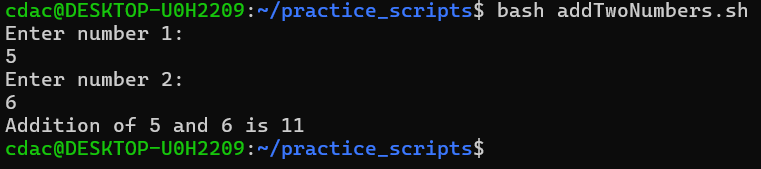 cdac@DESKTOP-U0H2209:~/practice_scripts$ bash addTwoNumbers.sh
Enter number 1:
5
Enter number 2:
6
Addition of 5 and 6 is 11
cdac@DESKTOP-U0H2209:~/practice_scripts$